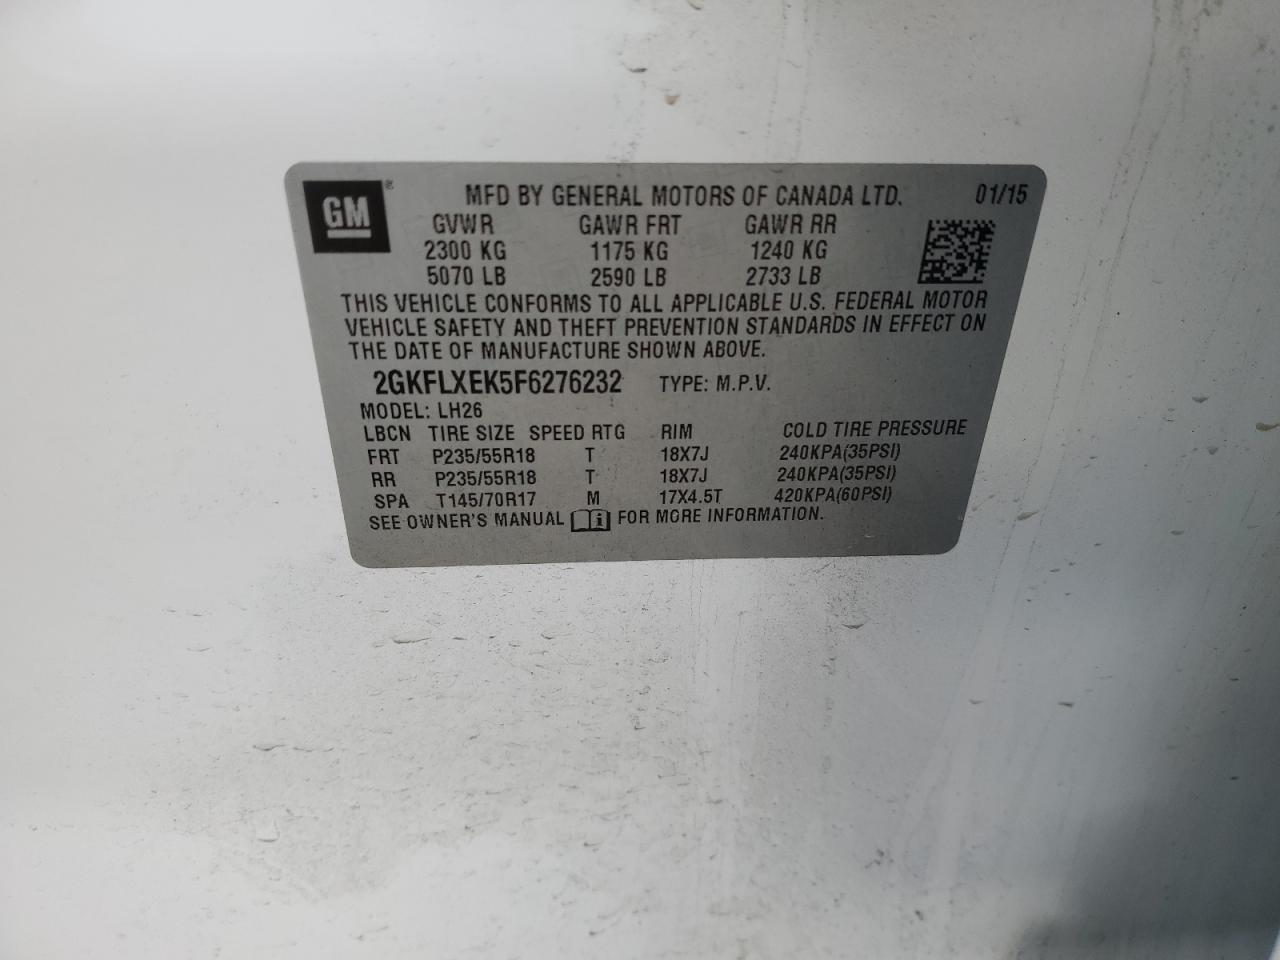 GM ® MFD BY GENERAL MOTORS OF CANADA LTD. 01/15
GVWR GAWR FRT GAWR RR
2300 KG 1175 KG 1240 KG
5070 LB 2590 LB 2733 LB
THIS VEHICLE CONFORMS TO ALL APPLICABLE U.S. FEDERAL MOTOR
VEHICLE SAFETY AND THEFT PREVENTION STANDARDS IN EFFECT ON
THE DATE OF MANUFACTURE SHOWN ABOVE.
2GKFLXEK5F6276232 TYPE: M.P.V.
MODEL: LH26
LBCN TIRE SIZE SPEED RTG RIM COLD TIRE PRESSURE
FRT P235/55R18 T 18X7J 240KPA(35PSI)
RR P235/55R18 T 18X7J 240KPA(35PSI)
SPA T145/70R17 M 17X4.5T 420KPA(60PSI)
SEE OWNER'S MANUAL i FOR MORE INFORMATION.